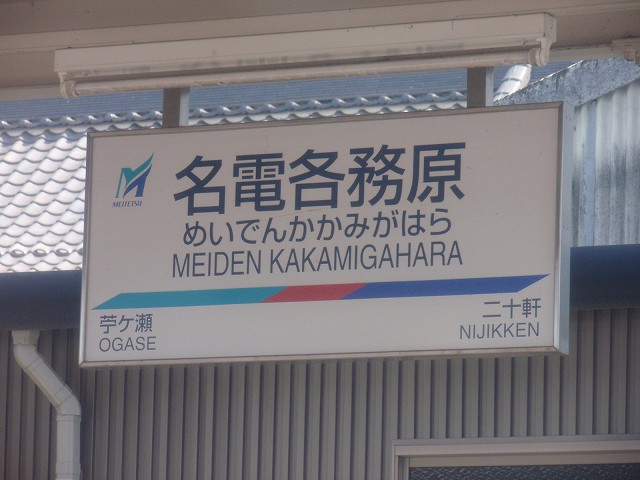 MEITETSU
名電各務原
めいでんかかみがはら
MEIDEN KAKAMIGAHARA
苧ケ瀬
OGASE
二十軒
NIJIKKEN